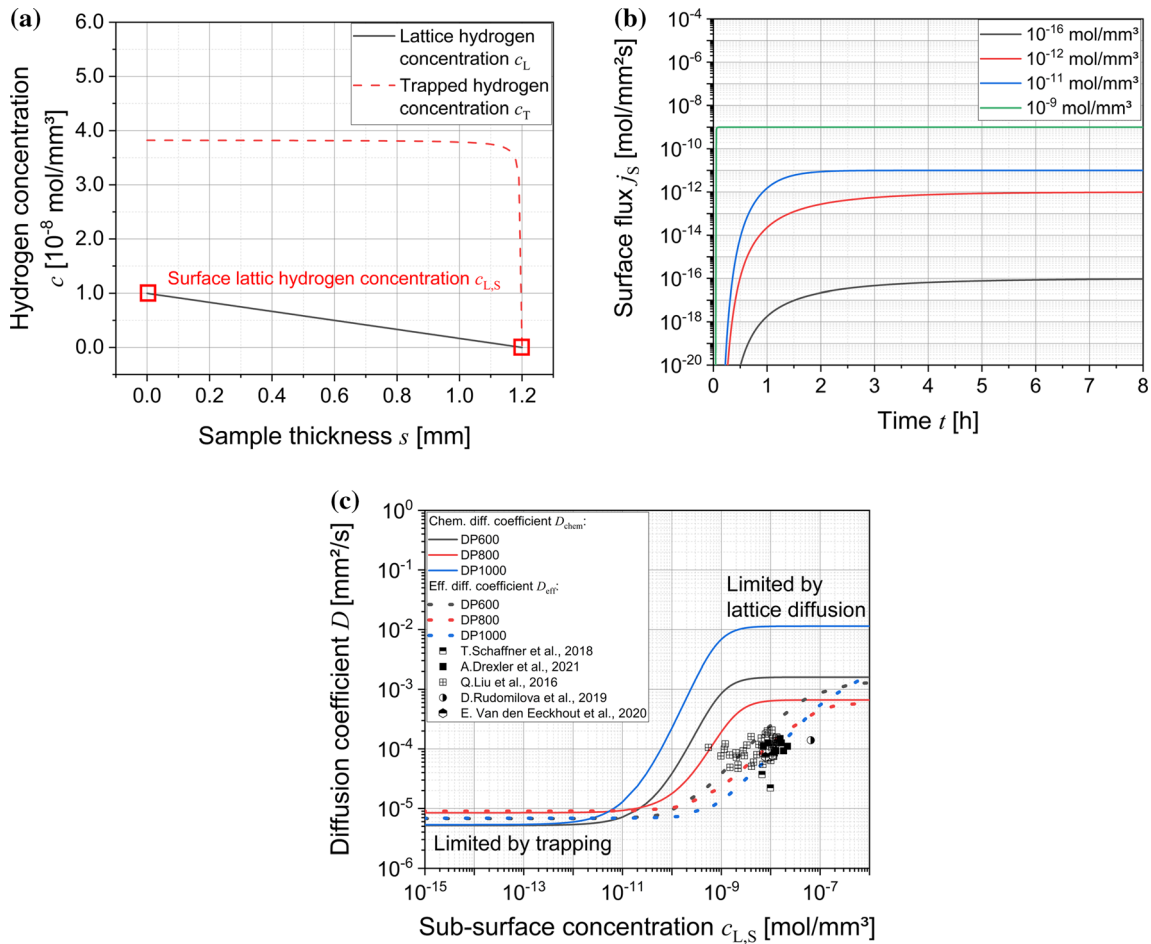 (a)
6.0
5.0
4.0
3.0
2.0
1.0
0.0
Hydrogen concentration
c [10⁻⁸ mol/mm³]
Lattice hydrogen
concentration cL
Trapped hydrogen
concentration cT
Surface lattic hydrogen concentration cL,S
0.0 0.2 0.4 0.6 0.8 1.0 1.2
Sample thickness s [mm]
(b)
10⁻⁴
10⁻⁶
10⁻⁸
10⁻¹⁰
10⁻¹²
10⁻¹⁴
10⁻¹⁶
10⁻¹⁸
10⁻²⁰
Surface flux jS [mol/mm²s]
10⁻¹⁶ mol/mm³
10⁻¹² mol/mm³
10⁻¹¹ mol/mm³
10⁻⁹ mol/mm³
0 1 2 3 4 5 6 7 8
Time t [h]
(c)
10⁰
10⁻¹
10⁻²
10⁻³
10⁻⁴
10⁻⁵
10⁻⁶
Diffusion coefficient D [mm²/s]
Chem. diff. coefficient Dchem:
DP600
DP800
DP1000
Eff. diff. coefficient Deff:
DP600
DP800
DP1000
T.Schaffner et al., 2018
A.Drexler et al., 2021
Q.Liu et al., 2016
D.Rudomilova et al., 2019
E. Van den Eeckhout et al., 2020
Limited by
lattice diffusion
Limited by trapping
10⁻¹⁵ 10⁻¹³ 10⁻¹¹ 10⁻⁹ 10⁻⁷
Sub-surface concentration cL,S [mol/mm³]